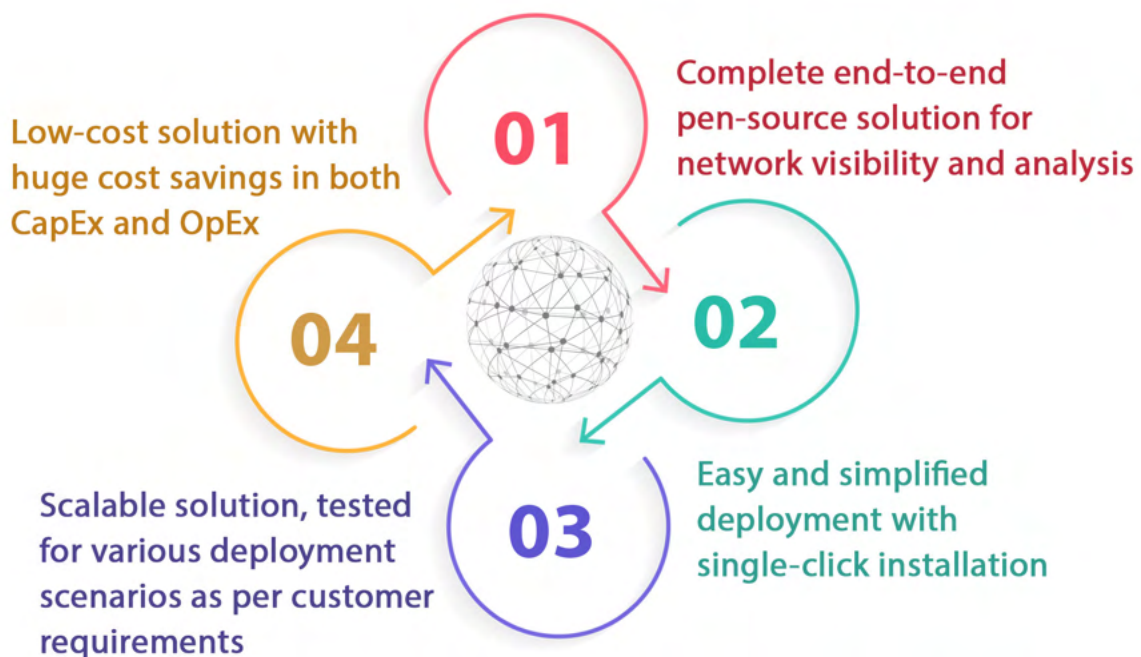 01
Complete end-to-end
pen-source solution for
network visibility and analysis
02
Easy and simplified
deployment with
single-click installation
03
Scalable solution, tested
for various deployment
scenarios as per customer
requirements
04
Low-cost solution with
huge cost savings in both
CapEx and OpEx